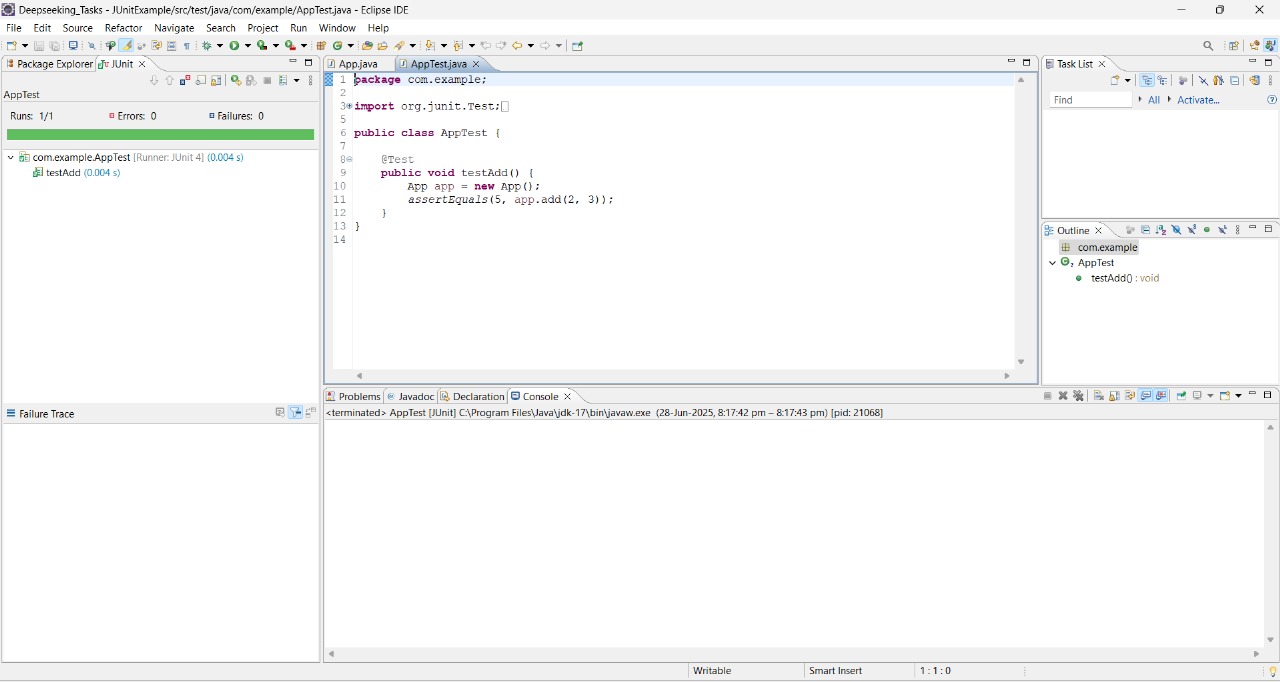 Deepseeking_Tasks - JUnitExample/src/test/java/com/example/AppTest.java - Eclipse IDE
File Edit Source Refactor Navigate Search Project Run Window Help
Package Explorer JUnit
AppTest
Runs: 1/1 Errors: 0 Failures: 0
com.example.AppTest [Runner: JUnit 4] (0.004 s)
testAdd (0.004 s)
Failure Trace
App.java AppTest.java
1 package com.example;
2
3 import org.junit.Test;
5
6 public class AppTest {
7
8 @Test
9 public void testAdd() {
10 App app = new App();
11 assertEquals(5, app.add(2, 3));
12 }
13 }
14
Task List
Find All Activate...
Outline
com.example
AppTest
testAdd() : void
Problems Javadoc Declaration Console
<terminated> AppTest [JUnit] C:\Program Files\Java\jdk-17\bin\javaw.exe (28-Jun-2025, 8:17:42 pm – 8:17:43 pm) [pid: 21068]
Writable Smart Insert 1 : 1 : 0